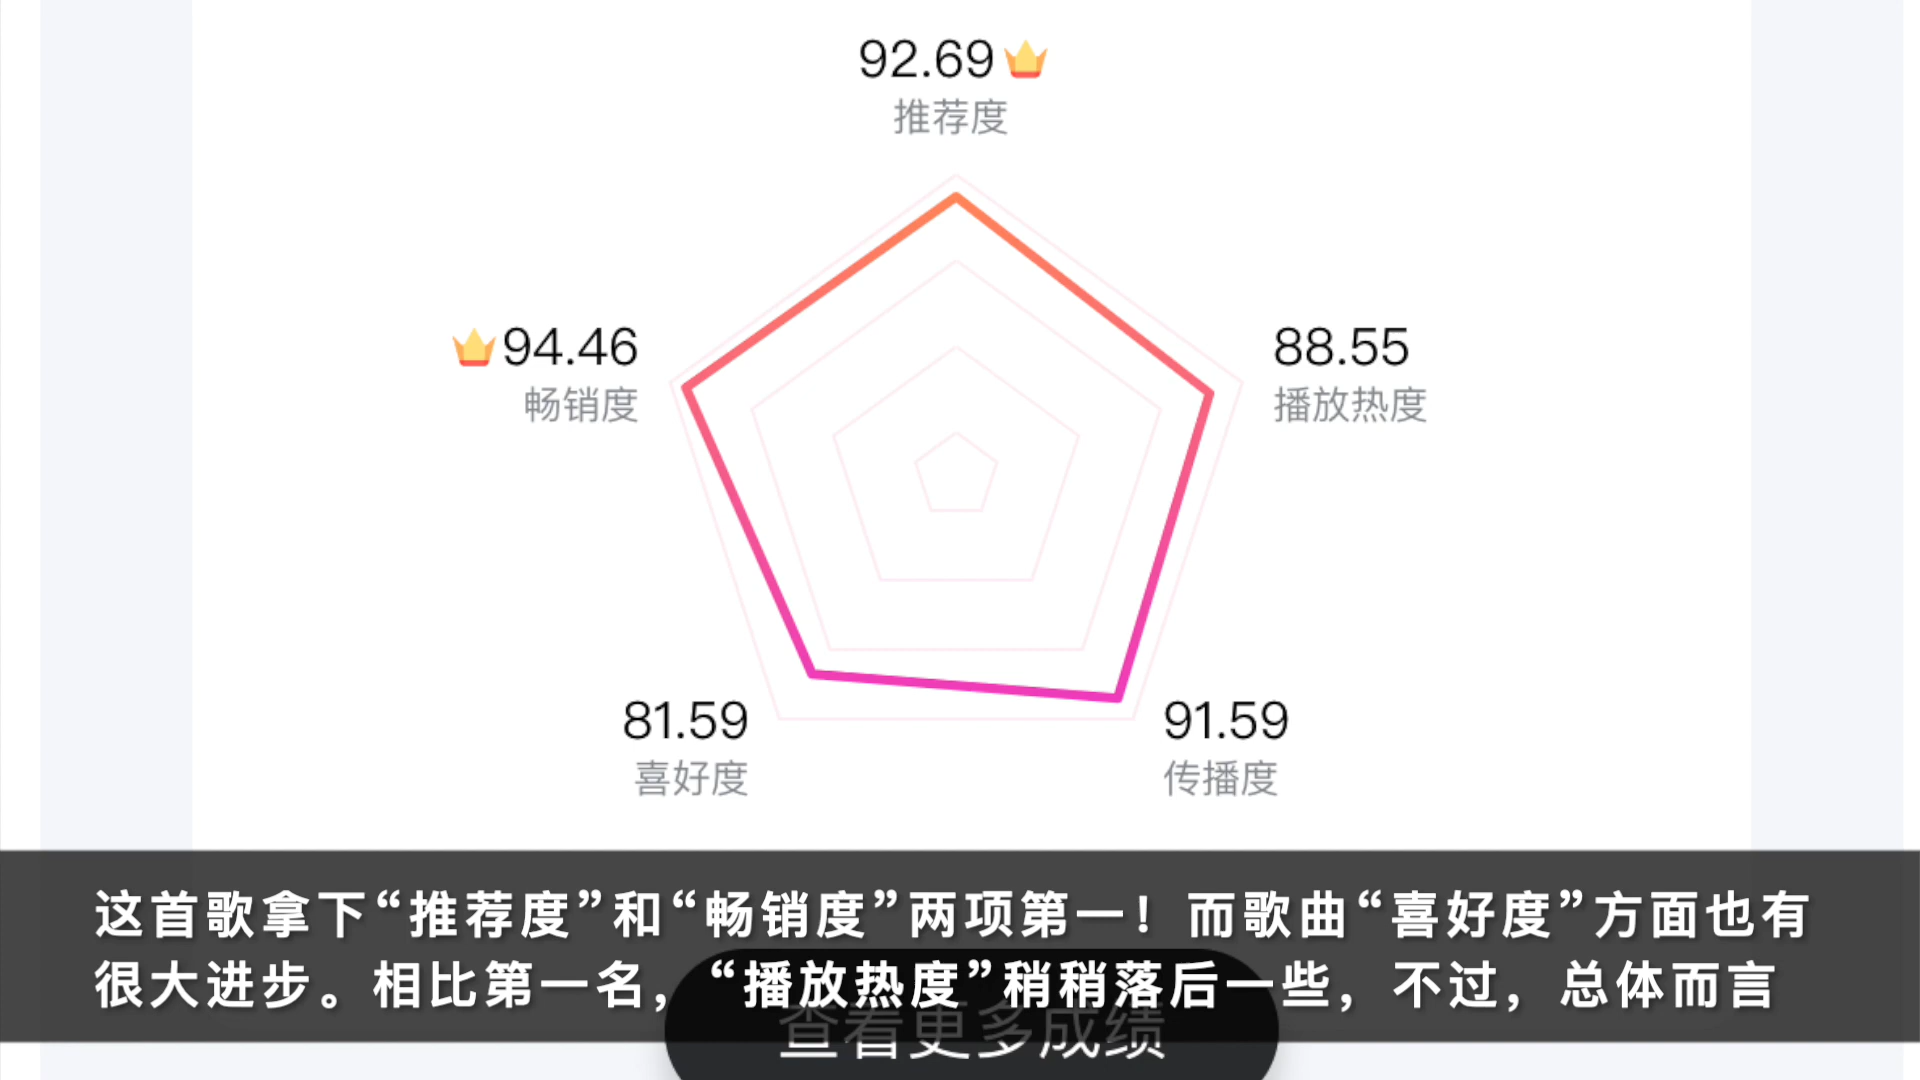 92.69
推荐度
94.46
畅销度
88.55
播放热度
81.59
喜好度
91.59
传播度
这首歌拿下“推荐度”和“畅销度”两项第一！而歌曲“喜好度”方面也有
很大进步。相比第一名，“播放热度”稍稍落后一些，不过，总体而言
查看更多成绩